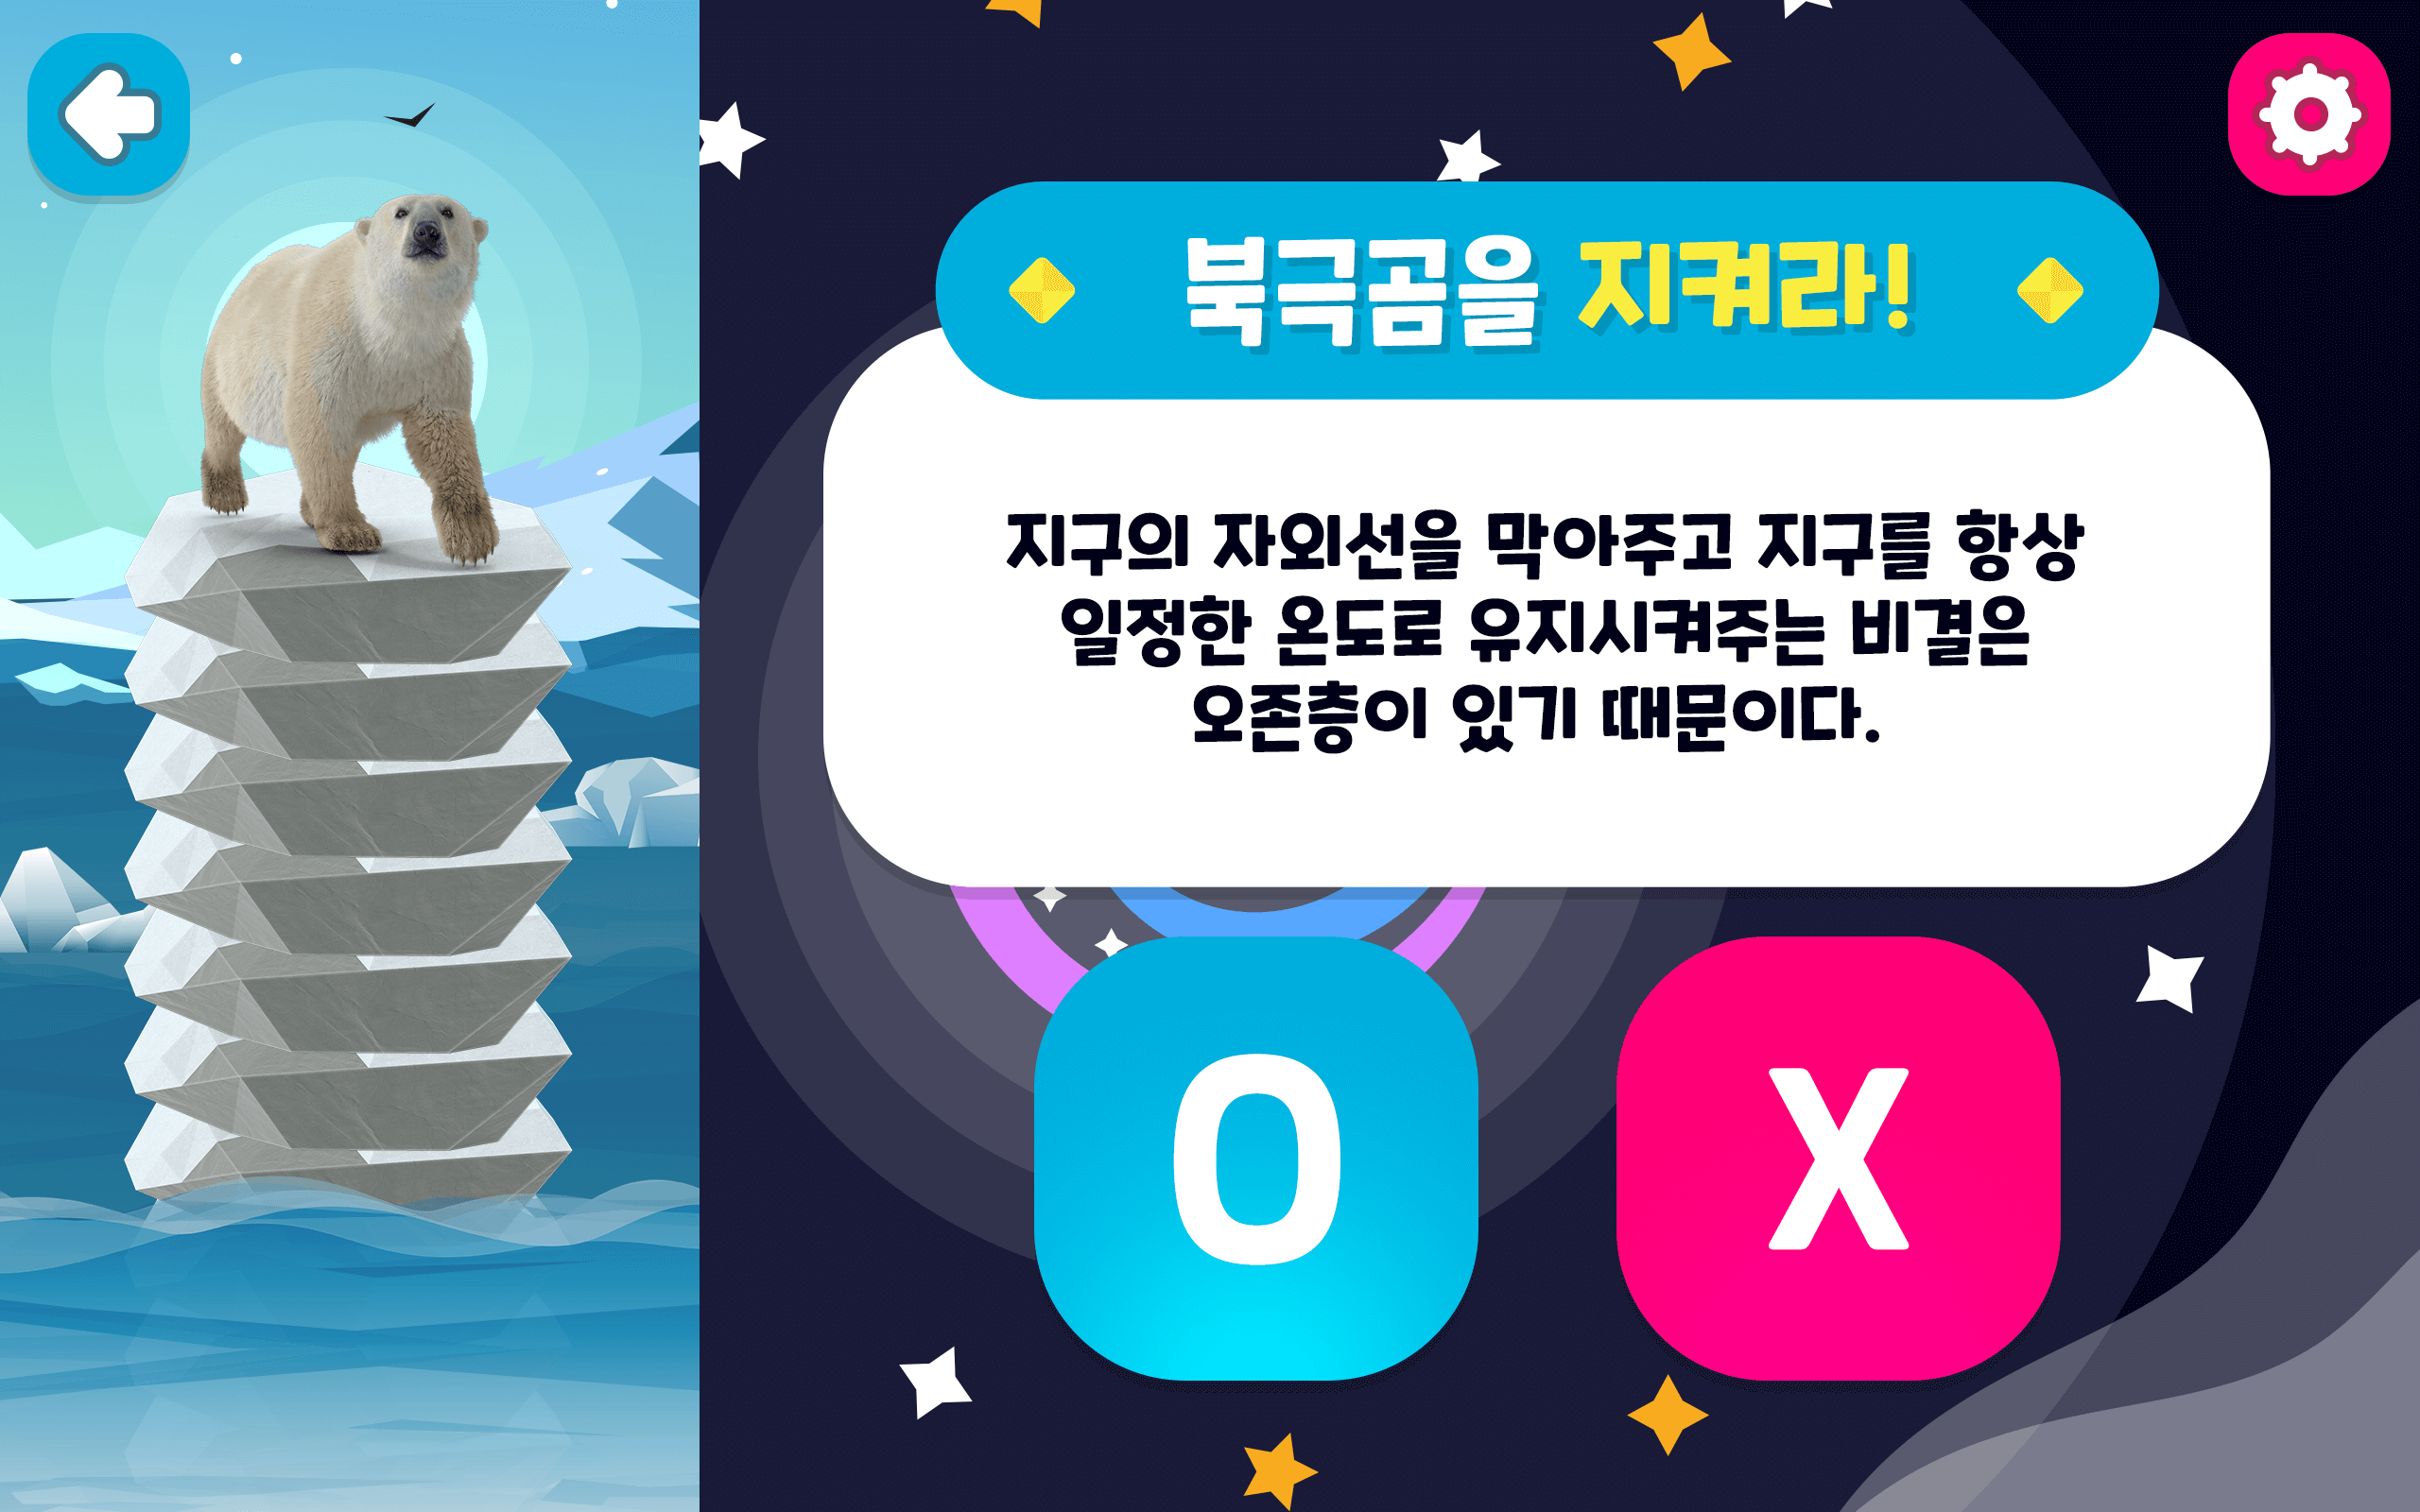 북극곰을 지켜라!
지구의 자외선을 막아주고 지구를 항상
일정한 온도로 유지시켜주는 비결은
오존층이 있기 때문이다.
O X